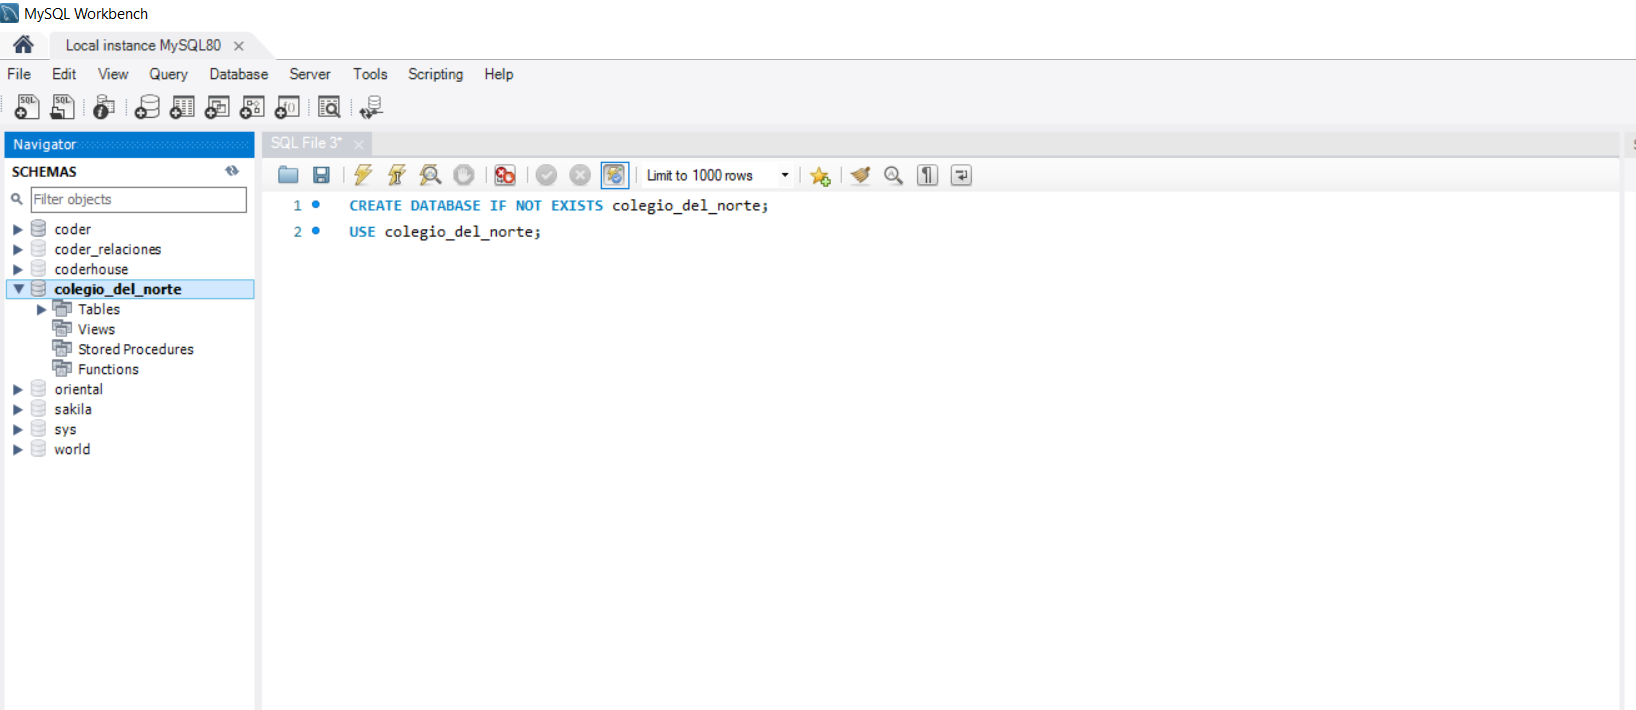 MySQL Workbench
Local instance MySQL80
File Edit View Query Database Server Tools Scripting Help
SQL SQL
Navigator
SCHEMAS
Filter objects
coder
coder_relaciones
coderhouse
colegio_del_norte
Tables
Views
Stored Procedures
Functions
oriental
sakila
sys
world
SQL File 3*
Limit to 1000 rows
1 CREATE DATABASE IF NOT EXISTS colegio_del_norte;
2 USE colegio_del_norte;